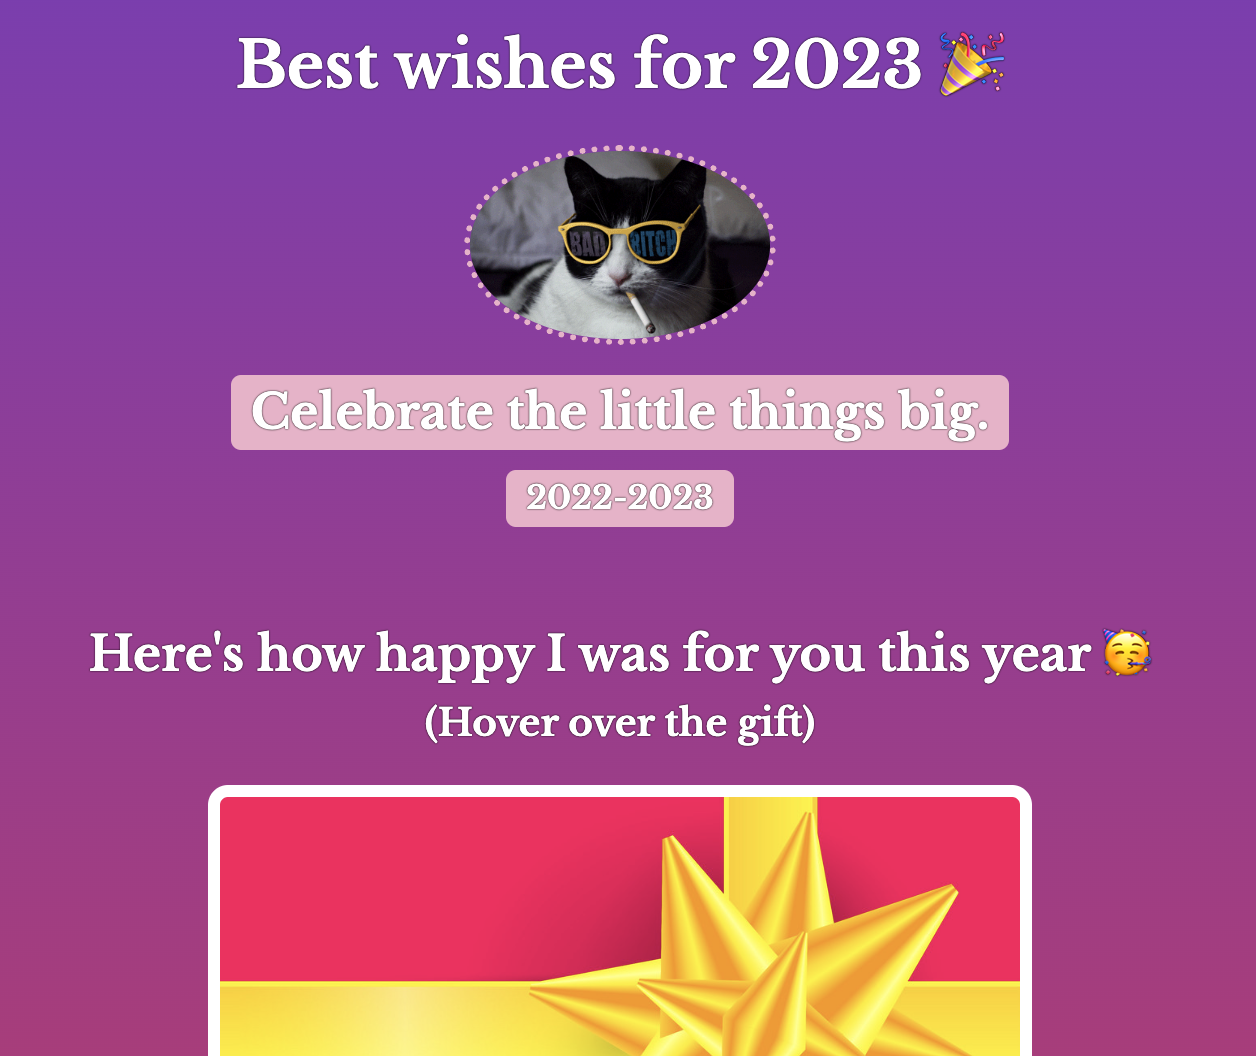 Best wishes for 2023 🎉
BAD BITCH
Celebrate the little things big.
2022-2023
Here's how happy I was for you this year 🥳
(Hover over the gift)